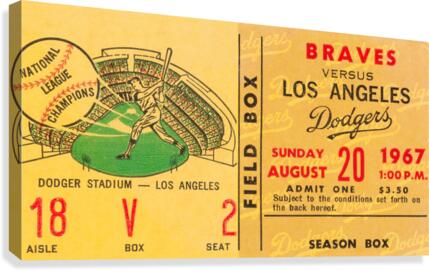 NATIONAL
LEAGUE
CHAMPIONS
DODGER STADIUM — LOS ANGELES
18 V 2
AISLE BOX SEAT
FIELD BOX
BRAVES
VERSUS
LOS ANGELES
Dodgers
SUNDAY
AUGUST 20 1967
1:00 P.M.
ADMIT ONE $3.50
Subject to the conditions set forth on
the back hereof.
SEASON BOX